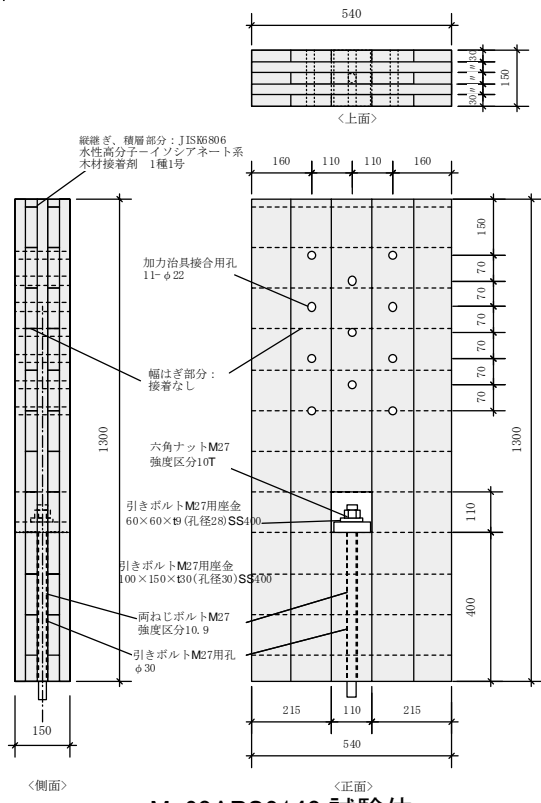 540
30
〃
〃
〃
30
150
〈上面〉
縦継ぎ、積層部分：JISK6806
水性高分子－イソシアネート系
木材接着剤　1種1号
160
110
110
160
加力治具接合用孔
11-φ22
150
70
70
70
70
70
70
幅はぎ部分：
接着なし
1300
1300
六角ナットM27
強度区分10T
引きボルトM27用座金
60×60×t9(孔径28)SS400
110
引きボルトM27用座金
100×150×t30(孔径30)SS400
両ねじボルトM27
強度区分10.9
引きボルトM27用孔
φ30
400
150
215
110
215
540
〈側面〉
〈正面〉